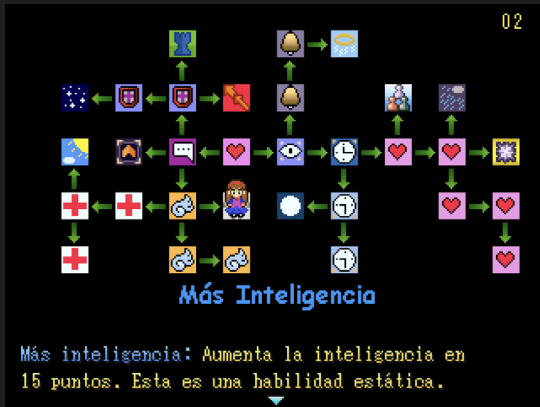 02
Más Inteligencia
Más inteligencia: Aumenta la inteligencia en
15 puntos. Esta es una habilidad estática.